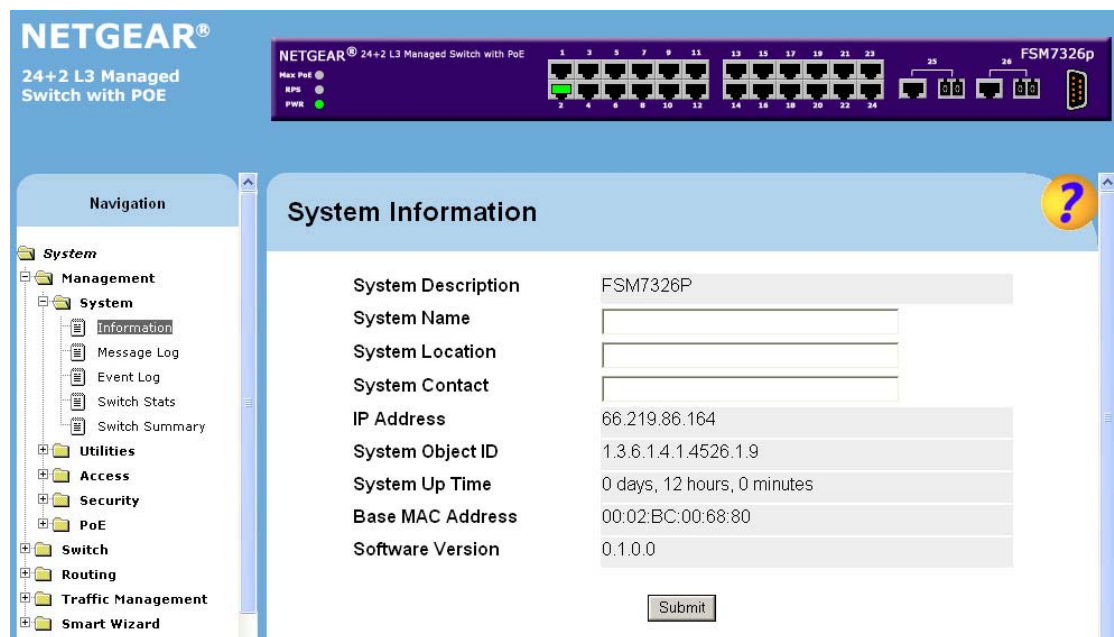 NETGEAR®
24+2 L3 Managed
Switch with POE
NETGEAR® 24+2 L3 Managed Switch with PoE
FSM7326p
Max PoE
RPS
PWR
1 3 5 7 9 11 13 15 17 19 21 23
25 26
2 4 6 8 10 12 14 16 18 20 22 24
Navigation
System
Management
System
Information
Message Log
Event Log
Switch Stats
Switch Summary
Utilities
Access
Security
PoE
Switch
Routing
Traffic Management
Smart Wizard
System Information
?
System Description FSM7326P
System Name
System Location
System Contact
IP Address 66.219.86.164
System Object ID 1.3.6.1.4.1.4526.1.9
System Up Time 0 days, 12 hours, 0 minutes
Base MAC Address 00:02:BC:00:68:80
Software Version 0.1.0.0
Submit